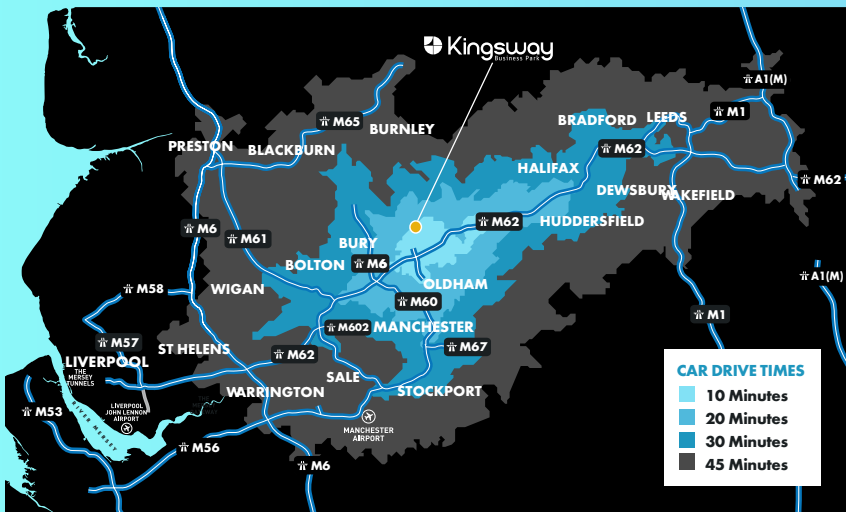 Kingsway
Business Park
A1(M)
M1
M65
BURNLEY
BRADFORD
LEEDS
PRESTON
BLACKBURN
M62
HALIFAX
DEWSBURY
WAKEFIELD
M62
M6
M61
M62
HUDDERSFIELD
BURY
BOLTON
M6
OLDHAM
A1(M)
M58
WIGAN
M60
M1
M57
ST HELENS
M602
MANCHESTER
LIVERPOOL
THE
MERSEY
TUNNELS
M62
M67
SALE
WARRINGTON
STOCKPORT
M53
RIVER MERSEY
LIVERPOOL
JOHN LENNON
AIRPORT
MANCHESTER
AIRPORT
M56
M6
CAR DRIVE TIMES
10 Minutes
20 Minutes
30 Minutes
45 Minutes